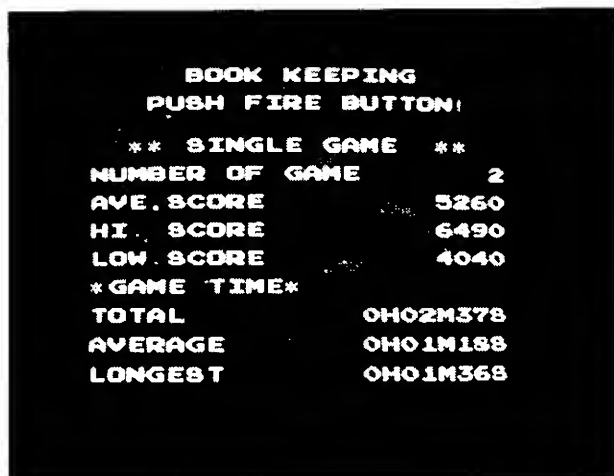 BOOK KEEPING
PUSH FIRE BUTTON!
** SINGLE GAME **
NUMBER OF GAME 2
AVE.SCORE 5260
HI. SCORE 6490
LOW.SCORE 4040
*GAME TIME*
TOTAL 0H02M37S
AVERAGE 0H01M18S
LONGEST 0H01M36S